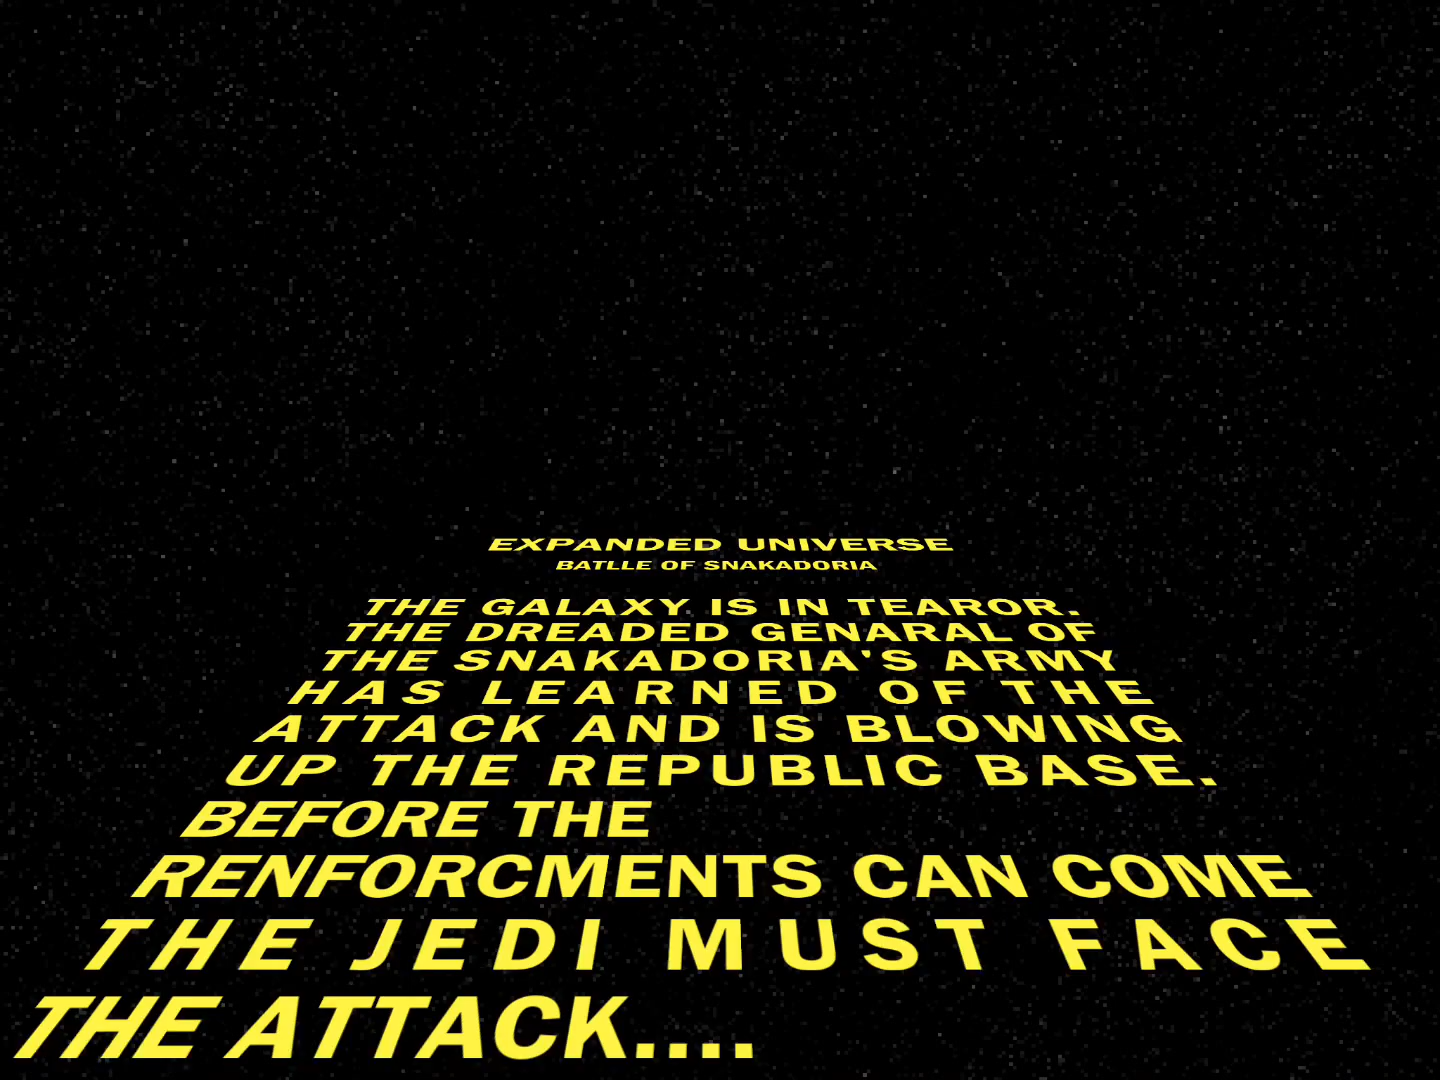 EXPANDED UNIVERSE
BATLLE OF SNAKADORIA
THE GALAXY IS IN TEAROR.
THE DREADED GENARAL OF
THE SNAKADORIA'S ARMY
HAS LEARNED OF THE
ATTACK AND IS BLOWING
UP THE REPUBLIC BASE.
BEFORE THE
RENFORCMENTS CAN COME
THE JEDI MUST FACE
THE ATTACK....